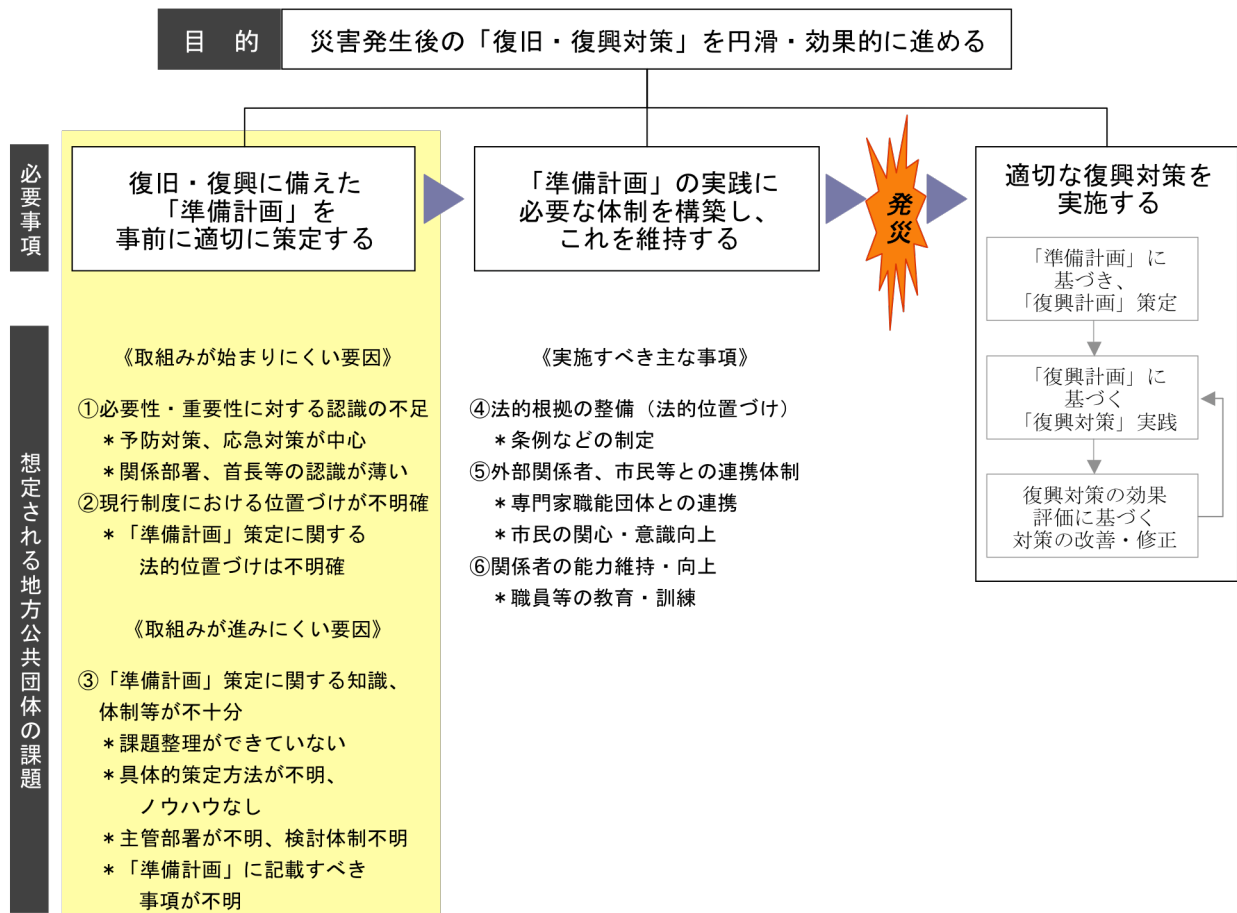 目　的
災害発生後の「復旧・復興対策」を円滑・効果的に進める
必要事項
復旧・復興に備えた
「準備計画」を
事前に適切に策定する
「準備計画」の実践に
必要な体制を構築し、
これを維持する
発災
適切な復興対策を
実施する
「準備計画」に
基づき、
「復興計画」策定
「復興計画」に
基づく
「復興対策」実践
復興対策の効果
評価に基づく
対策の改善・修正
想定される地方公共団体の課題
《取組みが始まりにくい要因》
①必要性・重要性に対する認識の不足
＊予防対策、応急対策が中心
＊関係部署、首長等の認識が薄い
②現行制度における位置づけが不明確
＊「準備計画」策定に関する
法的位置づけは不明確
《取組みが進みにくい要因》
③「準備計画」策定に関する知識、
体制等が不十分
＊課題整理ができていない
＊具体的策定方法が不明、
ノウハウなし
＊主管部署が不明、検討体制不明
＊「準備計画」に記載すべき
事項が不明
《実施すべき主な事項》
④法的根拠の整備（法的位置づけ）
＊条例などの制定
⑤外部関係者、市民等との連携体制
＊専門家職能団体との連携
＊市民の関心・意識向上
⑥関係者の能力維持・向上
＊職員等の教育・訓練